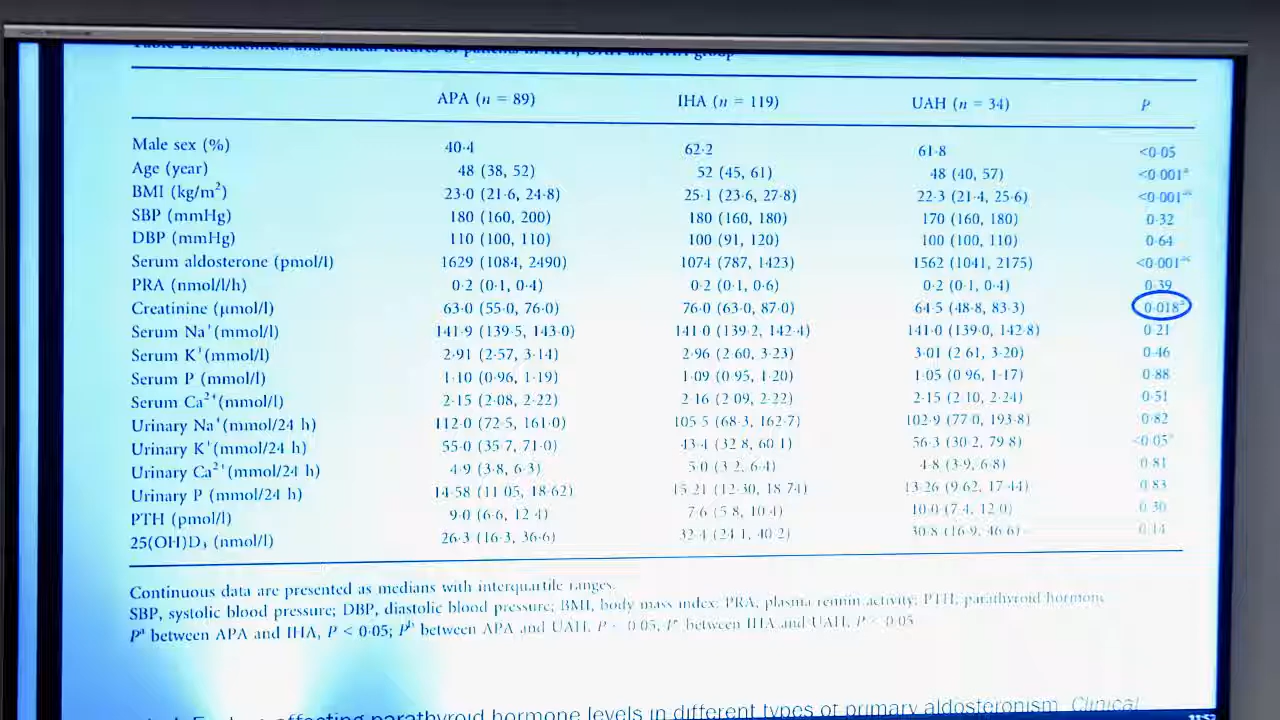 APA (n = 89) IHA (n = 119) UAH (n = 34) P
Male sex (%) 40·4 62·2 61·8 <0·05
Age (year) 48 (38, 52) 52 (45, 61) 48 (40, 57) <0·001ª
BMI (kg/m²) 23·0 (21·6, 24·8) 25·1 (23·6, 27·8) 22·3 (21·4, 25·6) <0·001
SBP (mmHg) 180 (160, 200) 180 (160, 180) 170 (160, 180) 0·32
DBP (mmHg) 110 (100, 110) 100 (91, 120) 100 (100, 110) 0·64
Serum aldosterone (pmol/l) 1629 (1084, 2490) 1074 (787, 1423) 1562 (1041, 2175) <0·001
PRA (nmol/l/h) 0·2 (0·1, 0·4) 0·2 (0·1, 0·6) 0·2 (0·1, 0·4) 0·39
Creatinine (µmol/l) 63·0 (55·0, 76·0) 76·0 (63·0, 87·0) 64·5 (48·8, 83·3) 0·018ª
Serum Na⁺(mmol/l) 141·9 (139·5, 143·0) 141·0 (139·2, 142·4) 141·0 (139·0, 142·8) 0·21
Serum K⁺(mmol/l) 2·91 (2·57, 3·14) 2·96 (2·60, 3·23) 3·01 (2·61, 3·20) 0·46
Serum P (mmol/l) 1·10 (0·96, 1·19) 1·09 (0·95, 1·20) 1·05 (0·96, 1·17) 0·88
Serum Ca²⁺(mmol/l) 2·15 (2·08, 2·22) 2·16 (2·09, 2·22) 2·15 (2·10, 2·24) 0·51
Urinary Na⁺(mmol/24 h) 112·0 (72·5, 161·0) 105·5 (68·3, 162·7) 102·9 (77·0, 193·8) 0·82
Urinary K⁺(mmol/24 h) 55·0 (35·7, 71·0) 43·4 (32·8, 60·1) 56·3 (30·2, 79·8) <0·05
Urinary Ca²⁺(mmol/24 h) 4·9 (3·8, 6·3) 5·0 (3·2, 6·4) 4·8 (3·9, 6·8) 0·81
Urinary P (mmol/24 h) 14·58 (11·05, 18·62) 15·21 (12·30, 18·74) 13·26 (9·62, 17·44) 0·83
PTH (pmol/l) 9·0 (6·6, 12·4) 7·6 (5·8, 10·4) 10·0 (7·4, 12·0) 0·30
25(OH)D₃ (nmol/l) 26·3 (16·3, 36·6) 32·4 (24·1, 40·2) 30·8 (16·9, 46·6) 0·14
Continuous data are presented as medians with interquartile ranges.
SBP, systolic blood pressure; DBP, diastolic blood pressure; BMI, body mass index; PRA, plasma renin activity; PTH, parathyroid hormone
Pª between APA and IHA, P < 0·05; Pᵇ between APA and UAH, P < 0·05, Pᶜ between IHA and UAH, P < 0·05
affecting parathyroid hormone levels in different types of primary aldosteronism. Clinical